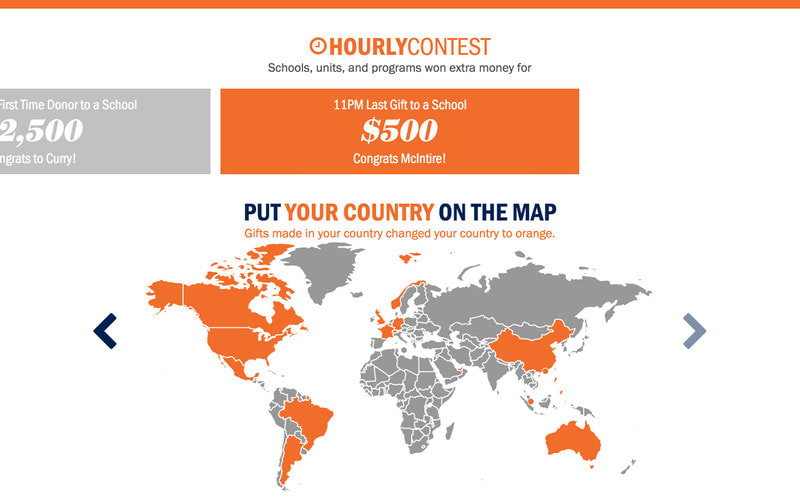 HOURLYCONTEST
Schools, units, and programs won extra money for
First Time Donor to a School
2,500
ngrats to Curry!
11PM Last Gift to a School
$500
Congrats McIntire!
PUT YOUR COUNTRY ON THE MAP
Gifts made in your country changed your country to orange.